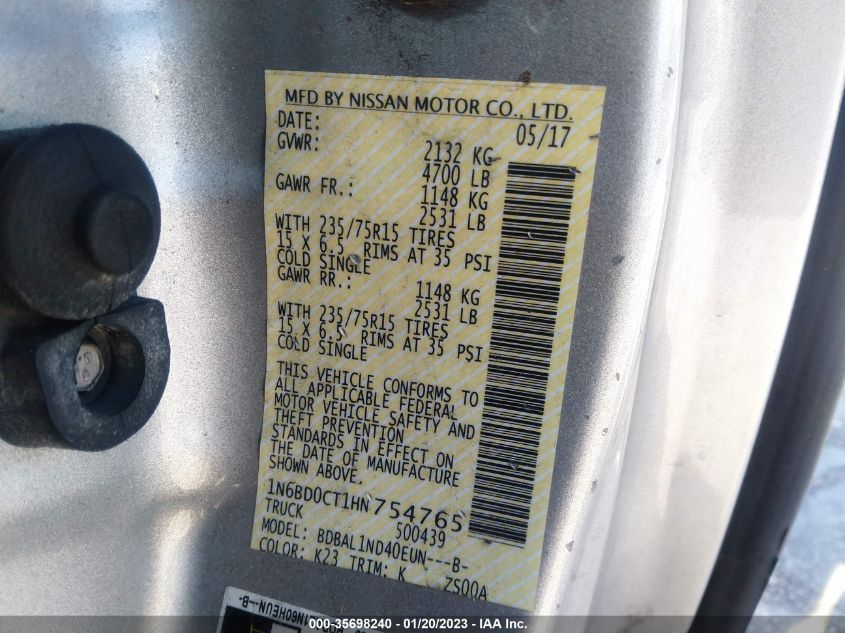 MFD BY NISSAN MOTOR CO., LTD.
DATE: 05/17
GVWR: 2132 KG
4700 LB
GAWR FR.: 1148 KG
2531 LB
WITH 235/75R15 TIRES
15 X 6.5 RIMS AT 35 PSI
COLD SINGLE
GAWR RR.: 1148 KG
2531 LB
WITH 235/75R15 TIRES
15 X 6.5 RIMS AT 35 PSI
COLD SINGLE
THIS VEHICLE CONFORMS TO
ALL APPLICABLE FEDERAL
MOTOR VEHICLE SAFETY AND
THEFT PREVENTION
STANDARDS IN EFFECT ON
THE DATE OF MANUFACTURE
SHOWN ABOVE.
1N6BD0CT1HN754765
TRUCK 500439
MODEL: BDBAL1ND40EUN---B-
COLOR: K23 TRIM: K ZS00A
000-35698240 - 01/20/2023 - IAA Inc.